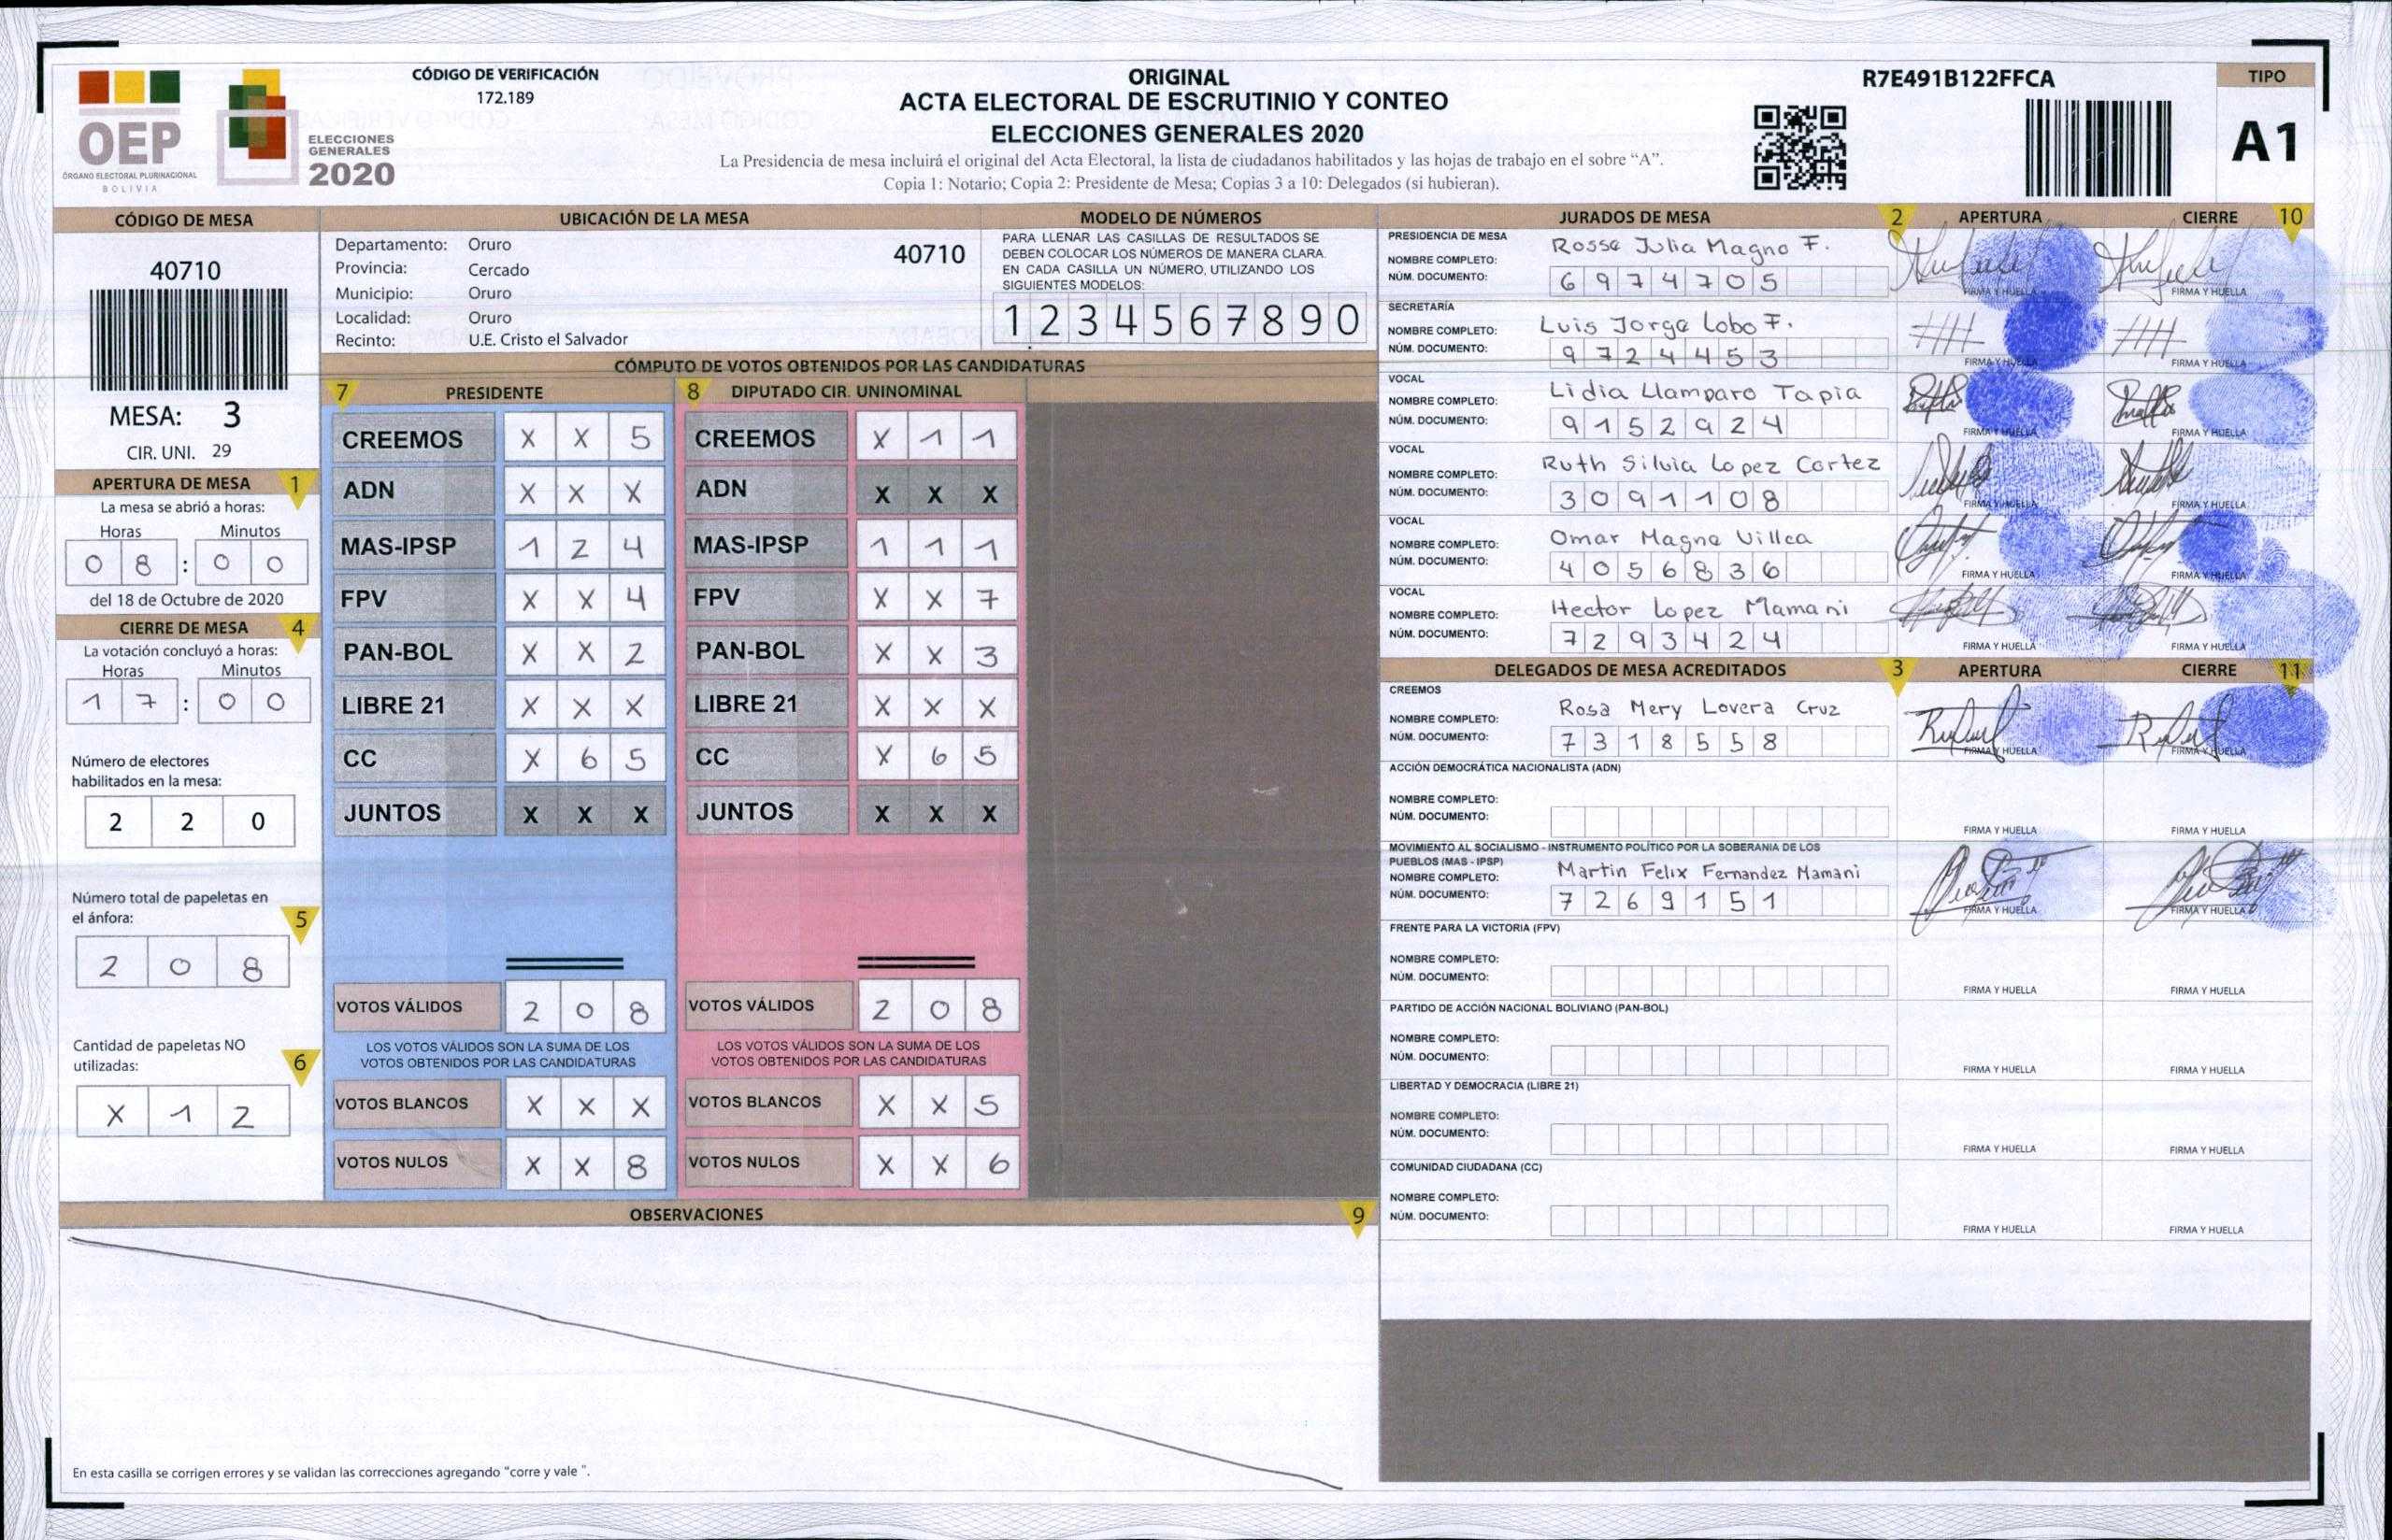 OEP
ÓRGANO ELECTORAL PLURINACIONAL
BOLIVIA
ELECCIONES
GENERALES
2020
CÓDIGO DE VERIFICACIÓN
172.189
ORIGINAL
ACTA ELECTORAL DE ESCRUTINIO Y CONTEO
ELECCIONES GENERALES 2020
La Presidencia de mesa incluirá el original del Acta Electoral, la lista de ciudadanos habilitados y las hojas de trabajo en el sobre “A”.
Copia 1: Notario; Copia 2: Presidente de Mesa; Copias 3 a 10: Delegados (si hubieran).
R7E491B122FFCA
TIPO
A1
CÓDIGO DE MESA
40710
MESA: 3
CIR. UNI. 29
APERTURA DE MESA 1
La mesa se abrió a horas:
Horas Minutos
0 8 : 0 0
del 18 de Octubre de 2020
CIERRE DE MESA 4
La votación concluyó a horas:
Horas Minutos
1 7 : 0 0
Número de electores
habilitados en la mesa:
2 2 0
Número total de papeletas en
el ánfora: 5
2 0 8
Cantidad de papeletas NO
utilizadas: 6
X 1 2
UBICACIÓN DE LA MESA
Departamento: Oruro
40710
Provincia: Cercado
Municipio: Oruro
Localidad: Oruro
Recinto: U.E. Cristo el Salvador
MODELO DE NÚMEROS
PARA LLENAR LAS CASILLAS DE RESULTADOS SE
DEBEN COLOCAR LOS NÚMEROS DE MANERA CLARA.
EN CADA CASILLA UN NÚMERO, UTILIZANDO LOS
SIGUIENTES MODELOS:
1 2 3 4 5 6 7 8 9 0
CÓMPUTO DE VOTOS OBTENIDOS POR LAS CANDIDATURAS
7 PRESIDENTE
CREEMOS X X 5
ADN X X X
MAS-IPSP 1 2 4
FPV X X 4
PAN-BOL X X 2
LIBRE 21 X X X
CC X 6 5
JUNTOS X X X
VOTOS VÁLIDOS 2 0 8
LOS VOTOS VÁLIDOS SON LA SUMA DE LOS
VOTOS OBTENIDOS POR LAS CANDIDATURAS
VOTOS BLANCOS X X X
VOTOS NULOS X X 8
8 DIPUTADO CIR. UNINOMINAL
CREEMOS X 1 1
ADN X X X
MAS-IPSP 1 1 1
FPV X X 7
PAN-BOL X X 3
LIBRE 21 X X X
CC X 6 5
JUNTOS X X X
VOTOS VÁLIDOS 2 0 8
LOS VOTOS VÁLIDOS SON LA SUMA DE LOS
VOTOS OBTENIDOS POR LAS CANDIDATURAS
VOTOS BLANCOS X X 5
VOTOS NULOS X X 6
OBSERVACIONES 9
En esta casilla se corrigen errores y se validan las correcciones agregando “corre y vale ”.
JURADOS DE MESA 2 APERTURA CIERRE 10
PRESIDENCIA DE MESA
NOMBRE COMPLETO: Rosse Julia Magno F.
NÚM. DOCUMENTO: 6 9 7 4 7 0 5
FIRMA Y HUELLA FIRMA Y HUELLA
SECRETARÍA
NOMBRE COMPLETO: Luis Jorge Lobo F.
NÚM. DOCUMENTO: 9 7 2 4 4 5 3
FIRMA Y HUELLA FIRMA Y HUELLA
VOCAL
NOMBRE COMPLETO: Lidia Llamparo Tapia
NÚM. DOCUMENTO: 9 1 5 2 9 2 4
FIRMA Y HUELLA FIRMA Y HUELLA
VOCAL
NOMBRE COMPLETO: Ruth Silvia Lopez Cortez
NÚM. DOCUMENTO: 3 0 9 1 1 0 8
FIRMA Y HUELLA FIRMA Y HUELLA
VOCAL
NOMBRE COMPLETO: Omar Magne Villca
NÚM. DOCUMENTO: 4 0 5 6 8 3 6
FIRMA Y HUELLA FIRMA Y HUELLA
VOCAL
NOMBRE COMPLETO: Hector Lopez Mamani
NÚM. DOCUMENTO: 7 2 9 3 4 2 4
FIRMA Y HUELLA FIRMA Y HUELLA
DELEGADOS DE MESA ACREDITADOS 3 APERTURA CIERRE 11
CREEMOS
NOMBRE COMPLETO: Rosa Mery Lovera Cruz
NÚM. DOCUMENTO: 7 3 1 8 5 5 8
FIRMA Y HUELLA FIRMA Y HUELLA
ACCIÓN DEMOCRÁTICA NACIONALISTA (ADN)
NOMBRE COMPLETO:
NÚM. DOCUMENTO:
FIRMA Y HUELLA FIRMA Y HUELLA
MOVIMIENTO AL SOCIALISMO - INSTRUMENTO POLÍTICO POR LA SOBERANIA DE LOS
PUEBLOS (MAS - IPSP)
NOMBRE COMPLETO: Martin Felix Fernandez Mamani
NÚM. DOCUMENTO: 7 2 6 9 1 5 1
FIRMA Y HUELLA FIRMA Y HUELLA
FRENTE PARA LA VICTORIA (FPV)
NOMBRE COMPLETO:
NÚM. DOCUMENTO:
FIRMA Y HUELLA FIRMA Y HUELLA
PARTIDO DE ACCIÓN NACIONAL BOLIVIANO (PAN-BOL)
NOMBRE COMPLETO:
NÚM. DOCUMENTO:
FIRMA Y HUELLA FIRMA Y HUELLA
LIBERTAD Y DEMOCRACIA (LIBRE 21)
NOMBRE COMPLETO:
NÚM. DOCUMENTO:
FIRMA Y HUELLA FIRMA Y HUELLA
COMUNIDAD CIUDADANA (CC)
NOMBRE COMPLETO:
NÚM. DOCUMENTO:
FIRMA Y HUELLA FIRMA Y HUELLA